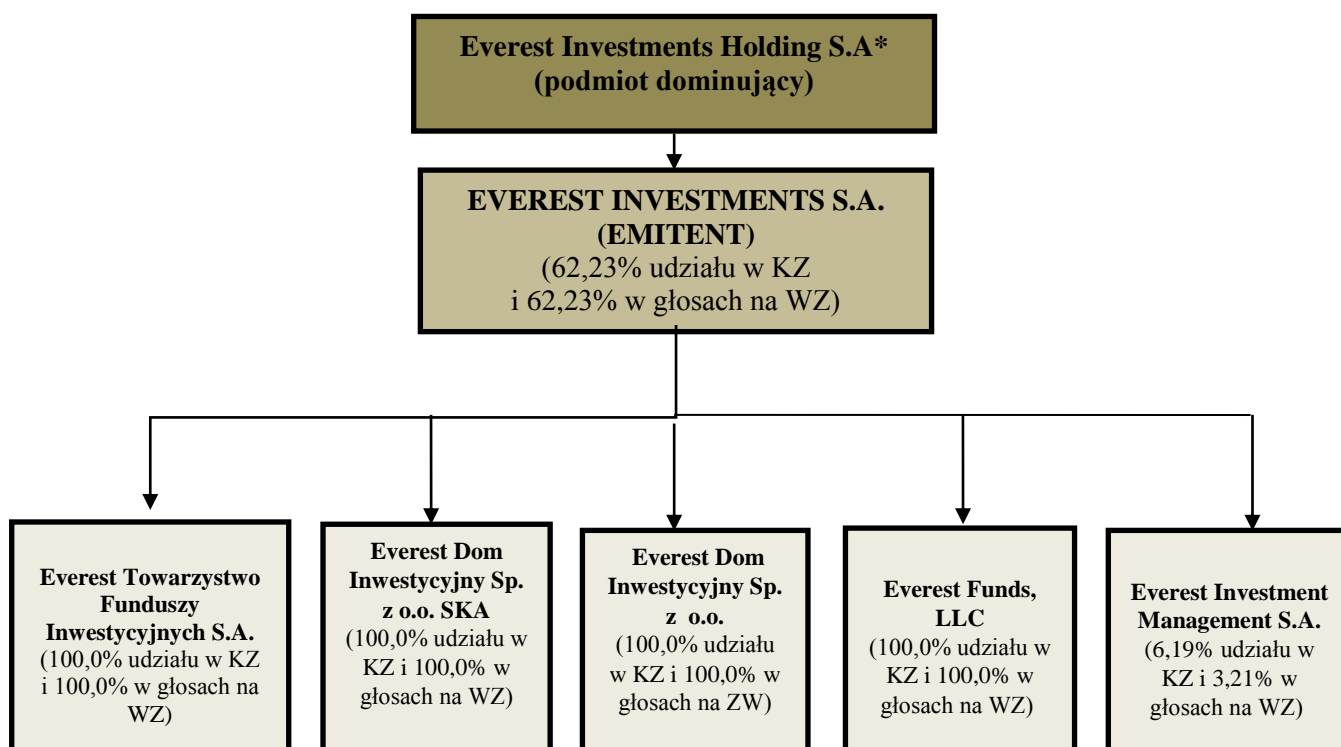 Everest Investments Holding S.A*
(podmiot dominujący)
EVEREST INVESTMENTS S.A.
(EMITENT)
(62,23% udziału w KZ
i 62,23% w głosach na WZ)
Everest Towarzystwo
Funduszy
Inwestycyjnych S.A.
(100,0% udziału w KZ
i 100,0% w głosach na
WZ)
Everest Dom
Inwestycyjny Sp.
z o.o. SKA
(100,0% udziału w
KZ i 100,0% w
głosach na WZ)
Everest Dom
Inwestycyjny Sp.
z o.o.
(100,0% udziału
w KZ i 100,0% w
głosach na ZW)
Everest Funds,
LLC
(100,0% udziału w
KZ i 100,0% w
głosach na WZ)
Everest Investment
Management S.A.
(6,19% udziału w
KZ i 3,21% w
głosach na WZ)